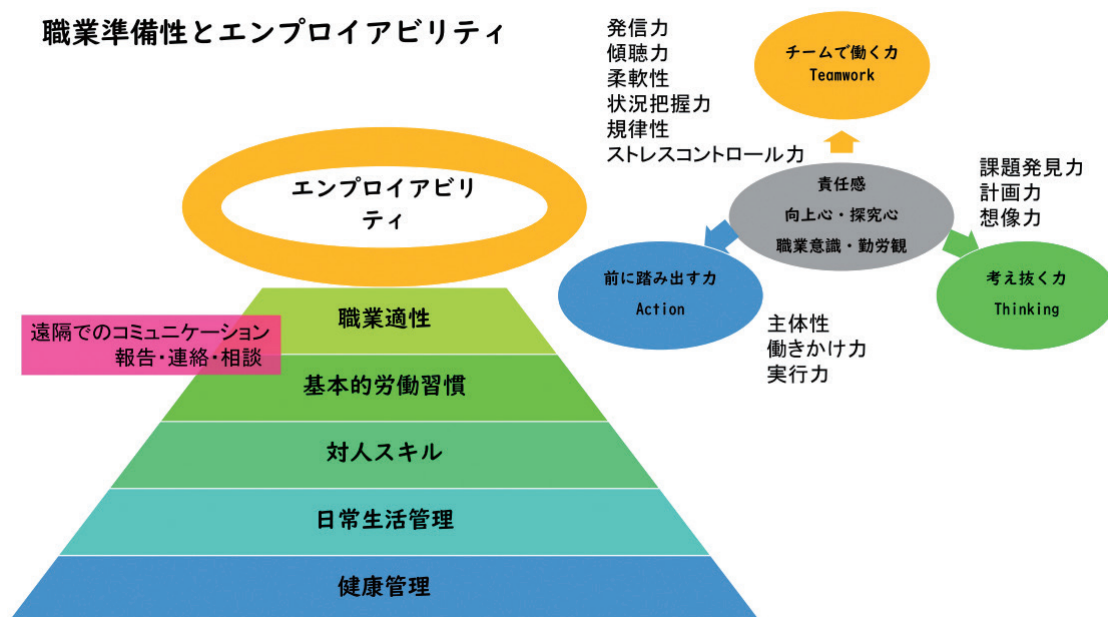 職業準備性とエンプロイアビリティ
エンプロイアビリ
ティ
職業適性
遠隔でのコミュニケーション
報告・連絡・相談
基本的労働習慣
対人スキル
日常生活管理
健康管理
発信力
傾聴力
柔軟性
状況把握力
規律性
ストレスコントロール力
チームで働く力
Teamwork
責任感
向上心・探究心
職業意識・勤労観
課題発見力
計画力
想像力
前に踏み出す力
Action
主体性
働きかけ力
実行力
考え抜く力
Thinking